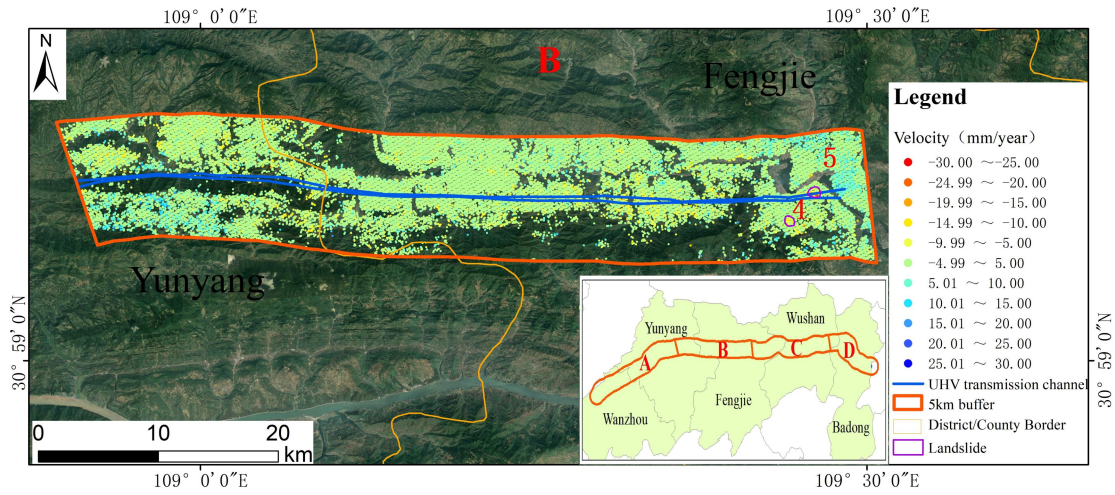 109° 0′0″E
109° 30′0″E
N
B
Fengjie
5
4
Yunyang
30° 59′0″N
30° 59′0″N
Legend
Velocity (mm/year)
-30.00 ~-25.00
-24.99 ~ -20.00
-19.99 ~ -15.00
-14.99 ~ -10.00
-9.99 ~ -5.00
-4.99 ~ 5.00
5.01 ~ 10.00
10.01 ~ 15.00
15.01 ~ 20.00
20.01 ~ 25.00
25.01 ~ 30.00
UHV transmission channel
5km buffer
District/County Border
Landslide
Yunyang
Wushan
A
B
C
D
Wanzhou
Fengjie
Badong
0 10 20
km
109° 0′0″E
109° 30′0″E